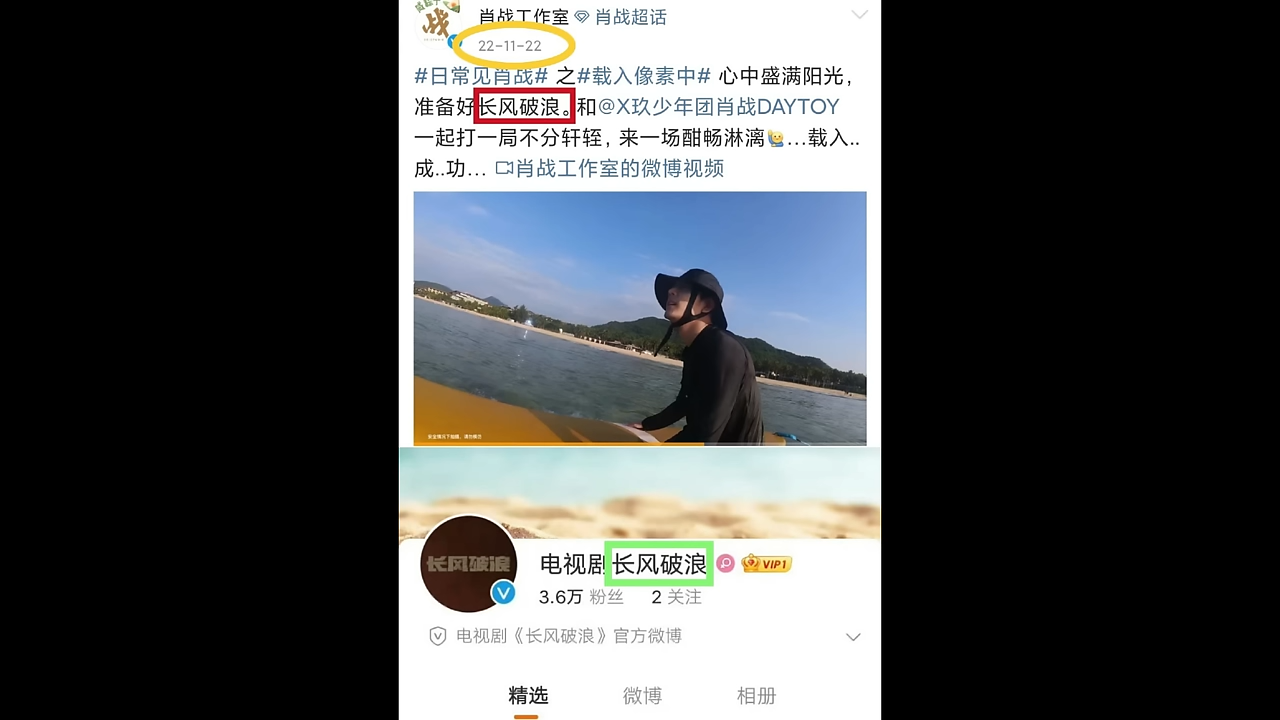 战
肖战工作室 肖战超话
22-11-22
#日常见肖战# 之#载入像素中# 心中盛满阳光，
准备好长风破浪。和@X玖少年团肖战DAYTOY
一起打一局不分轩轾，来一场酣畅淋漓…载入..
成..功… 肖战工作室的微博视频
长风破浪
电视剧长风破浪 VIP1
3.6万 粉丝 2 关注
电视剧《长风破浪》官方微博
精选 微博 相册